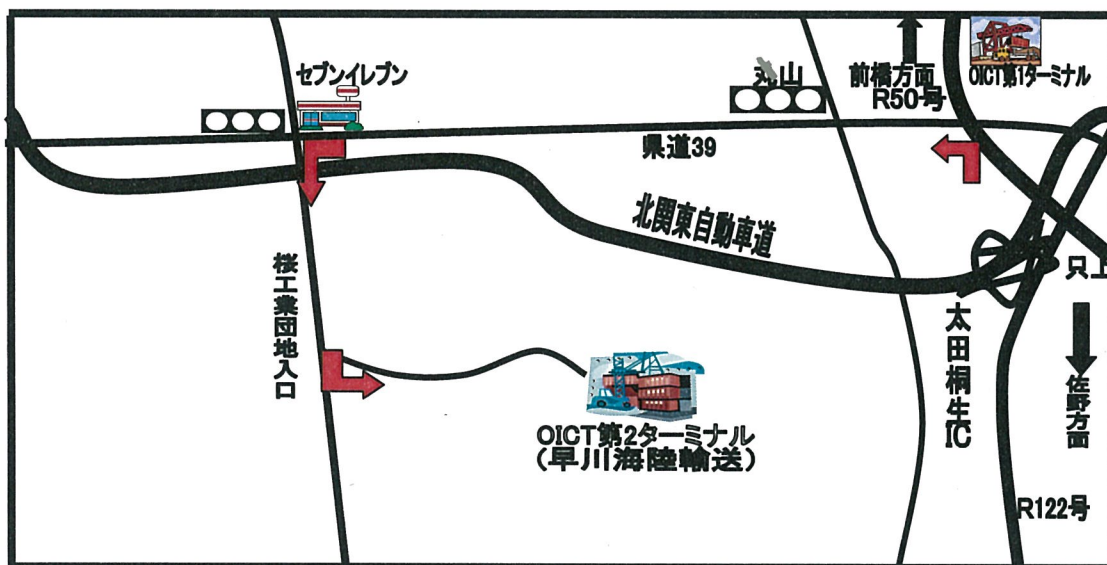 セブンイレブン
丸山
前橋方面
R50号
OICT第1ターミナル
県道39
北関東自動車道
只上
桜工業団地入口
太田桐生IC
佐野方面
OICT第2ターミナル
(早川海陸輸送)
R122号